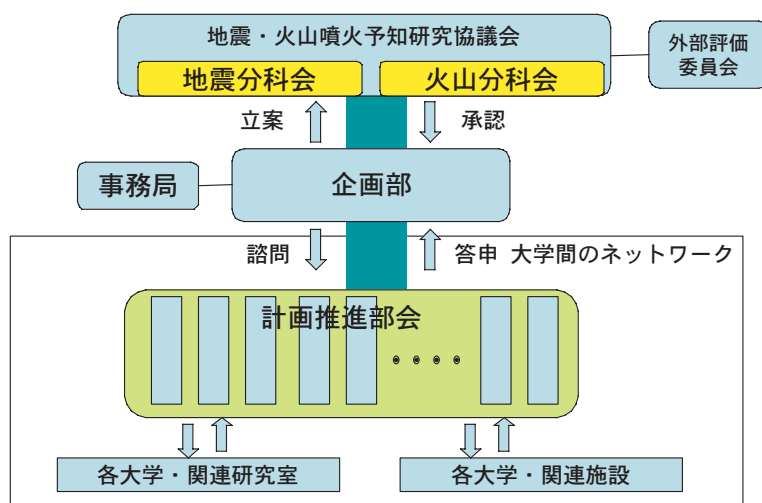 地震・火山噴火予知研究協議会
外部評価
委員会
地震分科会
火山分科会
立案
承認
事務局
企画部
諮問
答申 大学間のネットワーク
計画推進部会
各大学・関連研究室
各大学・関連施設